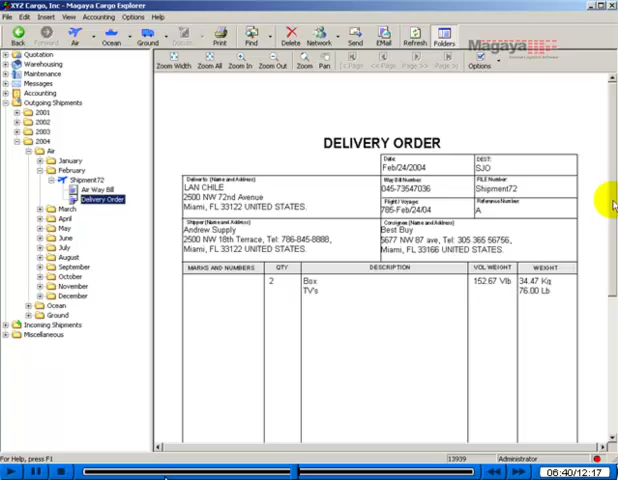 XYZ Cargo, Inc - Magaya Cargo Explorer
File Edit Insert View Accounting Options Help
Back Forward Air Ocean Ground Print Find Delete Network Send EMail Refresh Folders
Magaya
Zoom Width Zoom All Zoom In Zoom Out Zoom Pan |< Page << Page Page >> Page >| Options
Quotation
Warehousing
Maintenance
Messages
Accounting
Outgoing Shipments
2001
2002
2003
2004
Air
January
February
Shipment72
Air Way Bill
Delivery Order
March
April
May
June
July
August
September
October
November
December
Ocean
Ground
Incoming Shipments
Miscellaneous
DELIVERY ORDER
Date: DEST:
Feb/24/2004 SJO
Deliver to (Name and Address) Way Bill Number: FILE Number:
LAN CHILE 045-73547036 Shipment72
2500 NW 72nd Avenue
Miami, FL 33122 UNITED STATES.
Flight / Voyage: Reference Number:
785-Feb/24/04 A
Shipper (Name and Address) Consignee (Name and Address)
Andrew Supply Best Buy
2500 NW 18th Terrace, Tel: 786-845-8888, 5677 NW 87 ave, Tel: 305 365 56756,
Miami, FL 33122 UNITED STATES. Miami, FL 33166 UNITED STATES.
MARKS AND NUMBERS QTY DESCRIPTION VOL WEIGHT WEIGHT
2 Box 152.67 Vlb 34.47 Kg
TV's 76.00 Lb
For Help, press F1 13939 Administrator
06:40/12:17